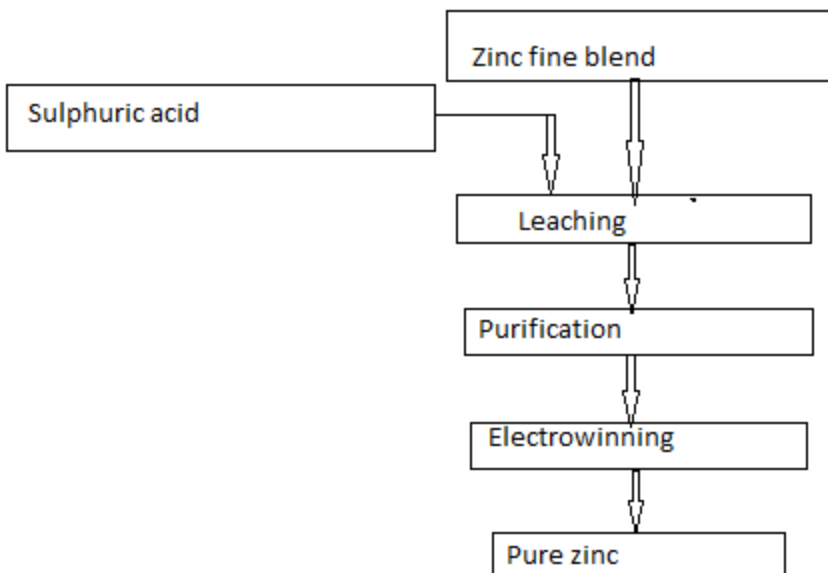 Zinc fine blend
Sulphuric acid
Leaching
Purification
Electrowinning
Pure zinc